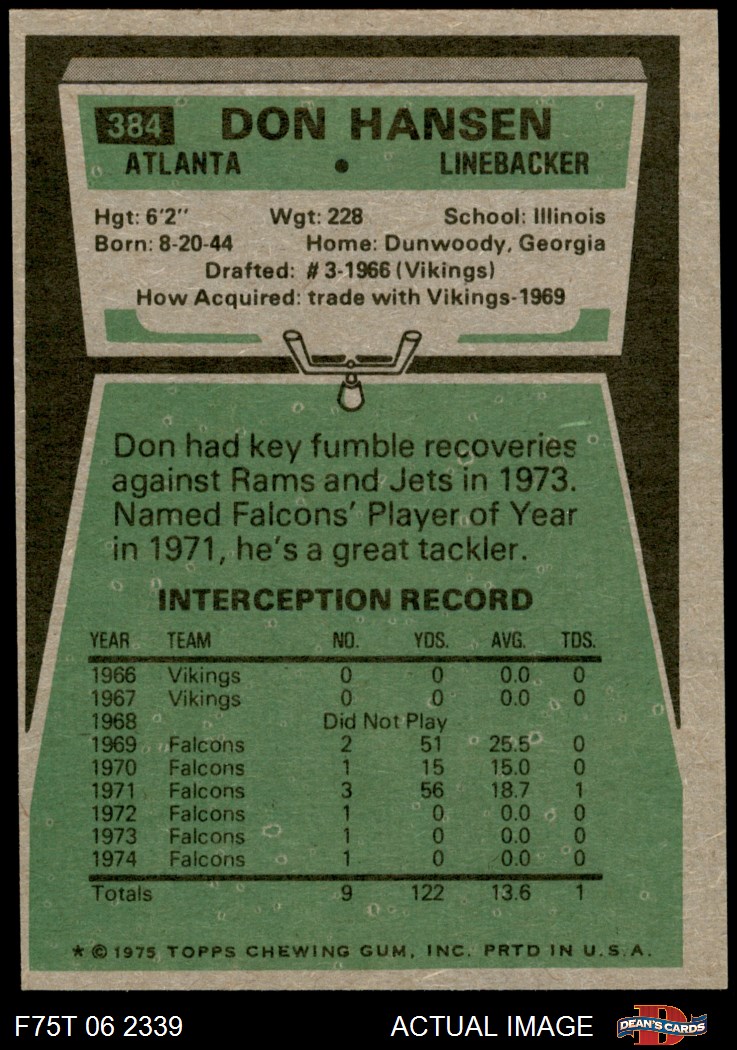 384 DON HANSEN
ATLANTA • LINEBACKER
Hgt: 6'2" Wgt: 228 School: Illinois
Born: 8-20-44 Home: Dunwoody, Georgia
Drafted: #3-1966 (Vikings)
How Acquired: trade with Vikings-1969
Don had key fumble recoveries
against Rams and Jets in 1973.
Named Falcons' Player of Year
in 1971, he's a great tackler.
INTERCEPTION RECORD
YEAR TEAM NO. YDS. AVG. TDS.
1966 Vikings 0 0 0.0 0
1967 Vikings 0 0 0.0 0
1968 Did Not Play
1969 Falcons 2 51 25.5 0
1970 Falcons 1 15 15.0 0
1971 Falcons 3 56 18.7 1
1972 Falcons 1 0 0.0 0
1973 Falcons 1 0 0.0 0
1974 Falcons 1 0 0.0 0
Totals 9 122 13.6 1
* © 1975 TOPPS CHEWING GUM, INC. PRTD IN U.S.A.
F75T 06 2339 ACTUAL IMAGE D DEAN'S CARDS